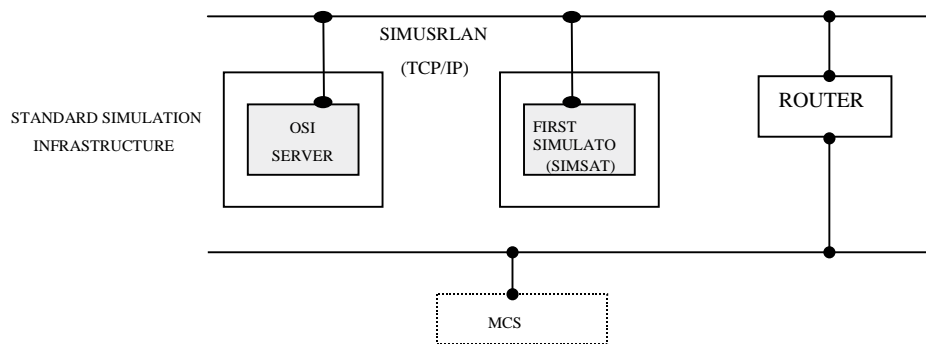 SIMUSRLAN
(TCP/IP)
STANDARD SIMULATION
INFRASTRUCTURE
OSI
SERVER
FIRST
SIMULATO
(SIMSAT)
ROUTER
MCS